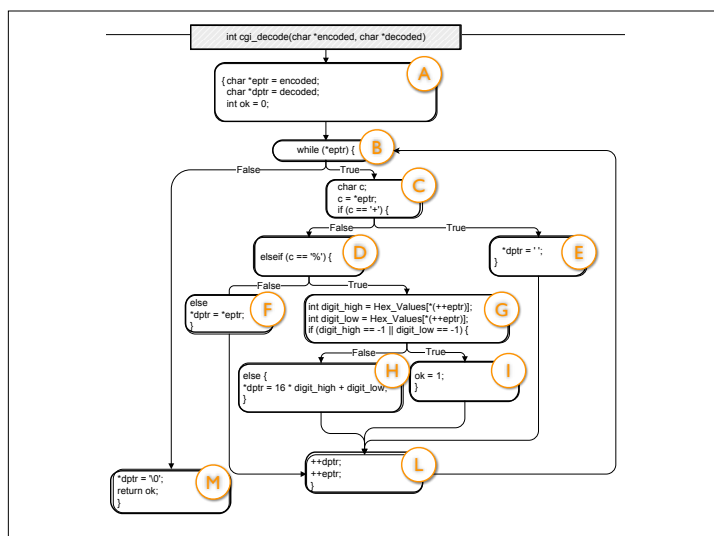 int cgi_decode(char *encoded, char *decoded)
A
{ char *eptr = encoded;
char *dptr = decoded;
int ok = 0;
B
while (*eptr) {
False
True
C
char c;
c = *eptr;
if (c == '+') {
False
True
D
elseif (c == '%') {
E
*dptr = ' ';
}
False
True
F
else
*dptr = *eptr;
}
G
int digit_high = Hex_Values[*(++eptr)];
int digit_low = Hex_Values[*(++eptr)];
if (digit_high == -1 || digit_low == -1) {
False
True
H
else {
*dptr = 16 * digit_high + digit_low;
}
I
ok = 1;
}
L
++dptr;
++eptr;
}
M
*dptr = '\0';
return ok;
}